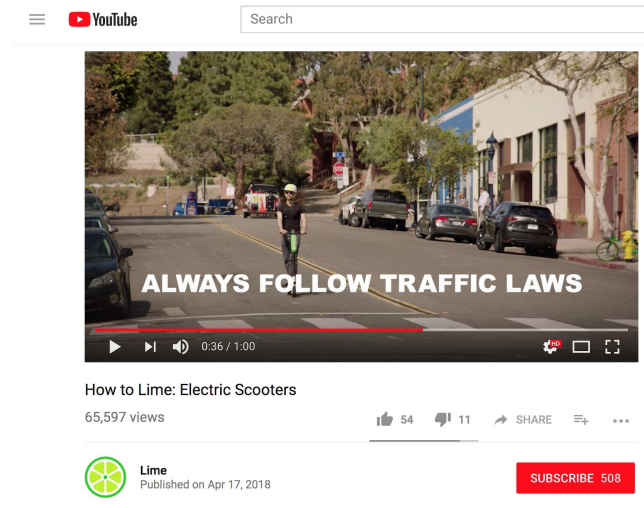 YouTube
Search
ALWAYS FOLLOW TRAFFIC LAWS
0:36 / 1:00
HD
How to Lime: Electric Scooters
65,597 views
54 11 SHARE
Lime
Published on Apr 17, 2018
SUBSCRIBE 508